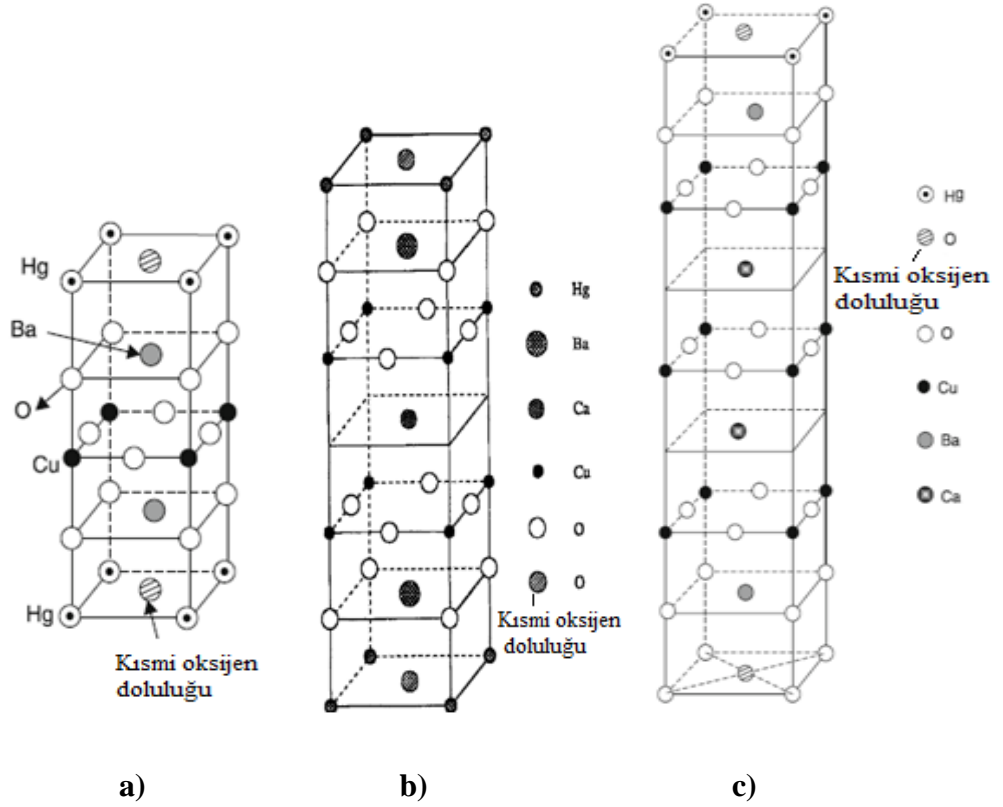 Hg
Ba
O
Cu
Hg
Kısmi oksijen
doluluğu
a)
Hg
Ba
Ca
Cu
O
O
Kısmi oksijen
doluluğu
b)
Hg
O
Kısmi oksijen
doluluğu
O
Cu
Ba
Ca
c)